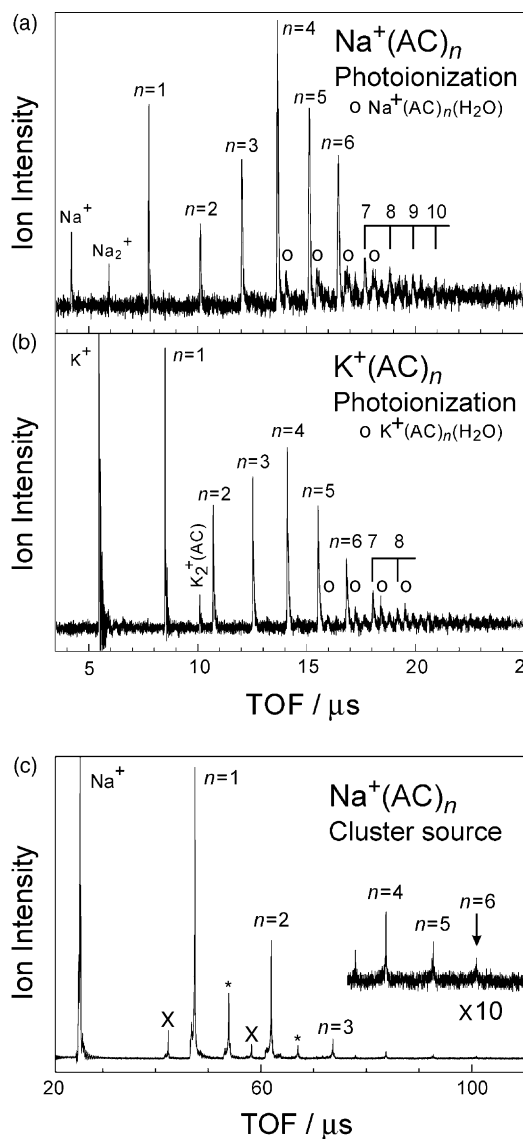 (a)
Na⁺(AC)ₙ
Photoionization
o Na⁺(AC)ₙ(H₂O)
Ion Intensity
Na⁺
Na₂⁺
n=1
n=2
n=3
n=4
n=5
n=6
7 8 9 10
o o o o
(b)
K⁺(AC)ₙ
Photoionization
o K⁺(AC)ₙ(H₂O)
Ion Intensity
K⁺
n=1
K₂⁺(AC)
n=2
n=3
n=4
n=5
n=6
7 8
o o o o
5 10 15 20
TOF / μs
(c)
Na⁺(AC)ₙ
Cluster source
Ion Intensity
Na⁺
X
n=1
*
X
n=2
*
n=3
n=4
n=5
n=6
x10
20 60 100
TOF / μs